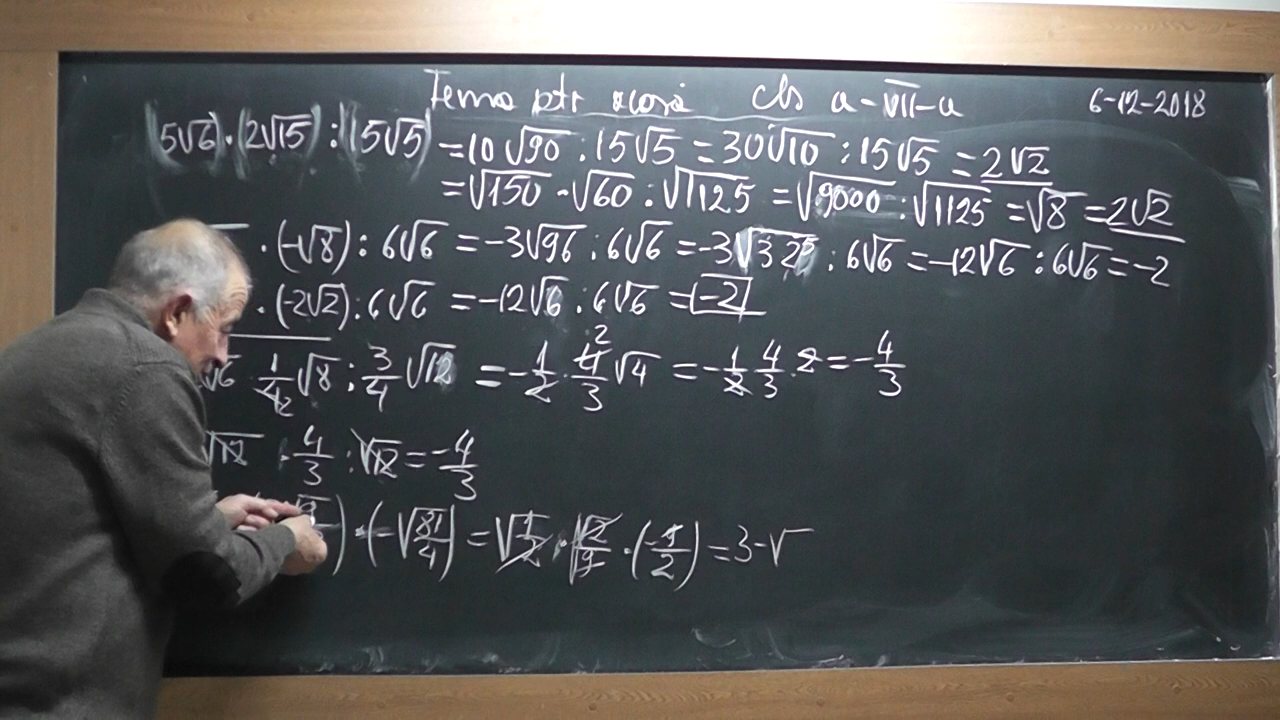 Tema ptr acasă cls a-VII-a 6-12-2018
(5√6)·(2√15):(15√5) =10√90 : 15√5 = 30√10 : 15√5 = 2√2
=√150 · √60 : √1125 = √9000 : √1125 =√8 =2√2
·(-√8): 6√6 = -3√96 : 6√6 = -3√32 : 6√6 = -12√6 : 6√6 = -2
·(-2√2):6√6 = -12√6 : 6√6 = -2
√6 · 1/4 √8 : 3/4 √12 = -1/2 · 4/3 √4 = -1/2 · 4/3 · 2 = -4/3
√12 · 4/3 : √12 = -4/3
) · (-√81/4) = √1/2 · √2/9 · (-9/2) = 3·√